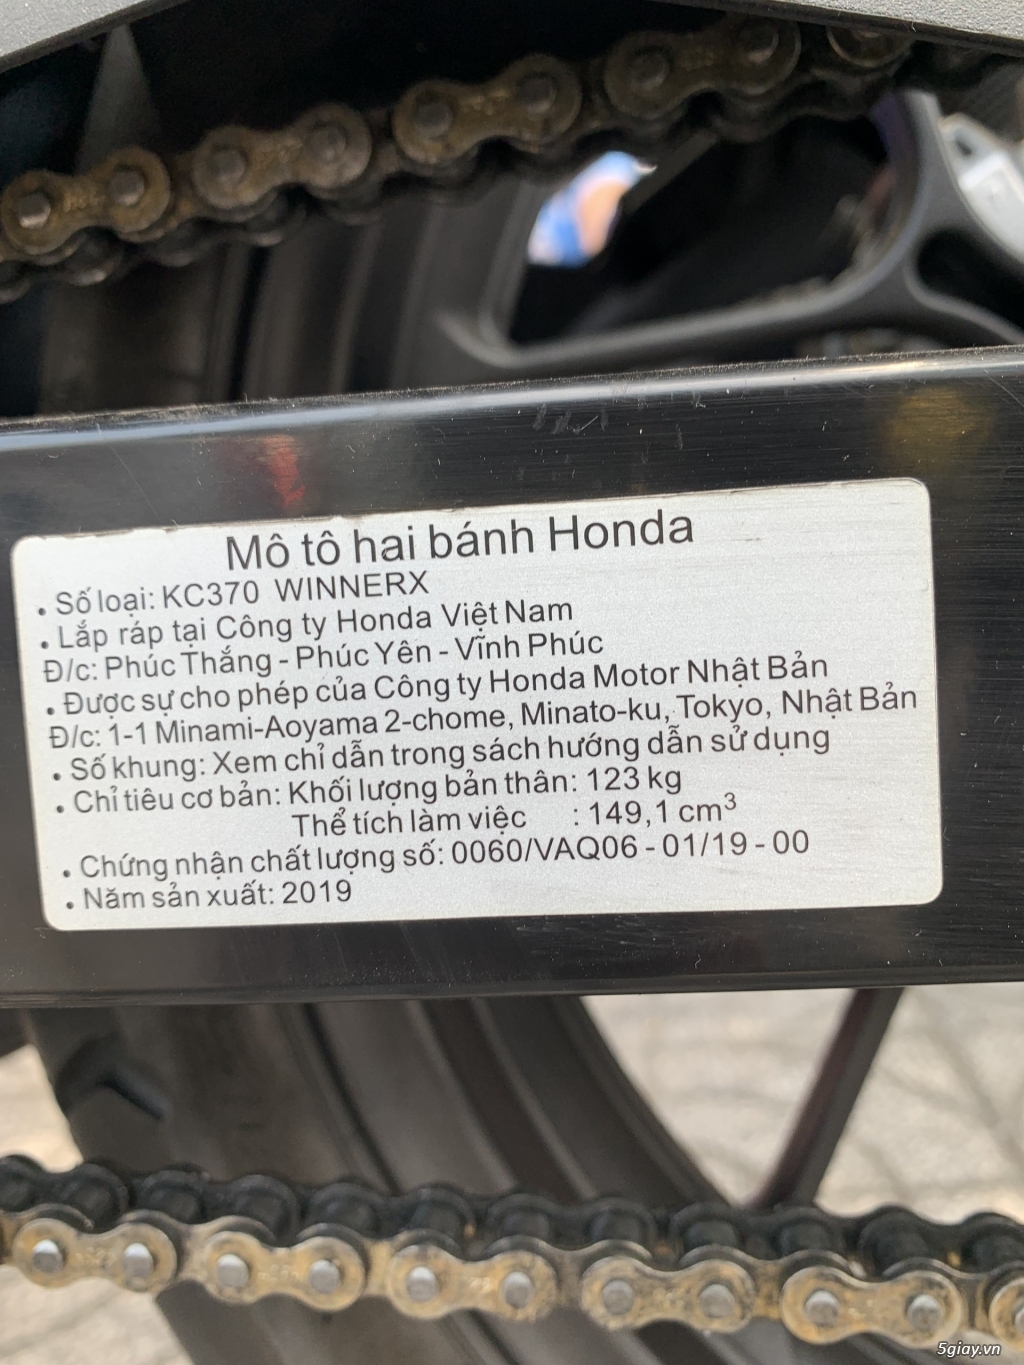 Mô tô hai bánh Honda
. Số loại: KC370 WINNERX
. Lắp ráp tại Công ty Honda Việt Nam
Đ/c: Phúc Thắng - Phúc Yên - Vĩnh Phúc
. Được sự cho phép của Công ty Honda Motor Nhật Bản
Đ/c: 1-1 Minami-Aoyama 2-chome, Minato-ku, Tokyo, Nhật Bản
. Số khung: Xem chỉ dẫn trong sách hướng dẫn sử dụng
. Chỉ tiêu cơ bản: Khối lượng bản thân: 123 kg
Thể tích làm việc : 149,1 cm³
. Chứng nhận chất lượng số: 0060/VAQ06 - 01/19 - 00
. Năm sản xuất: 2019
5giay.vn